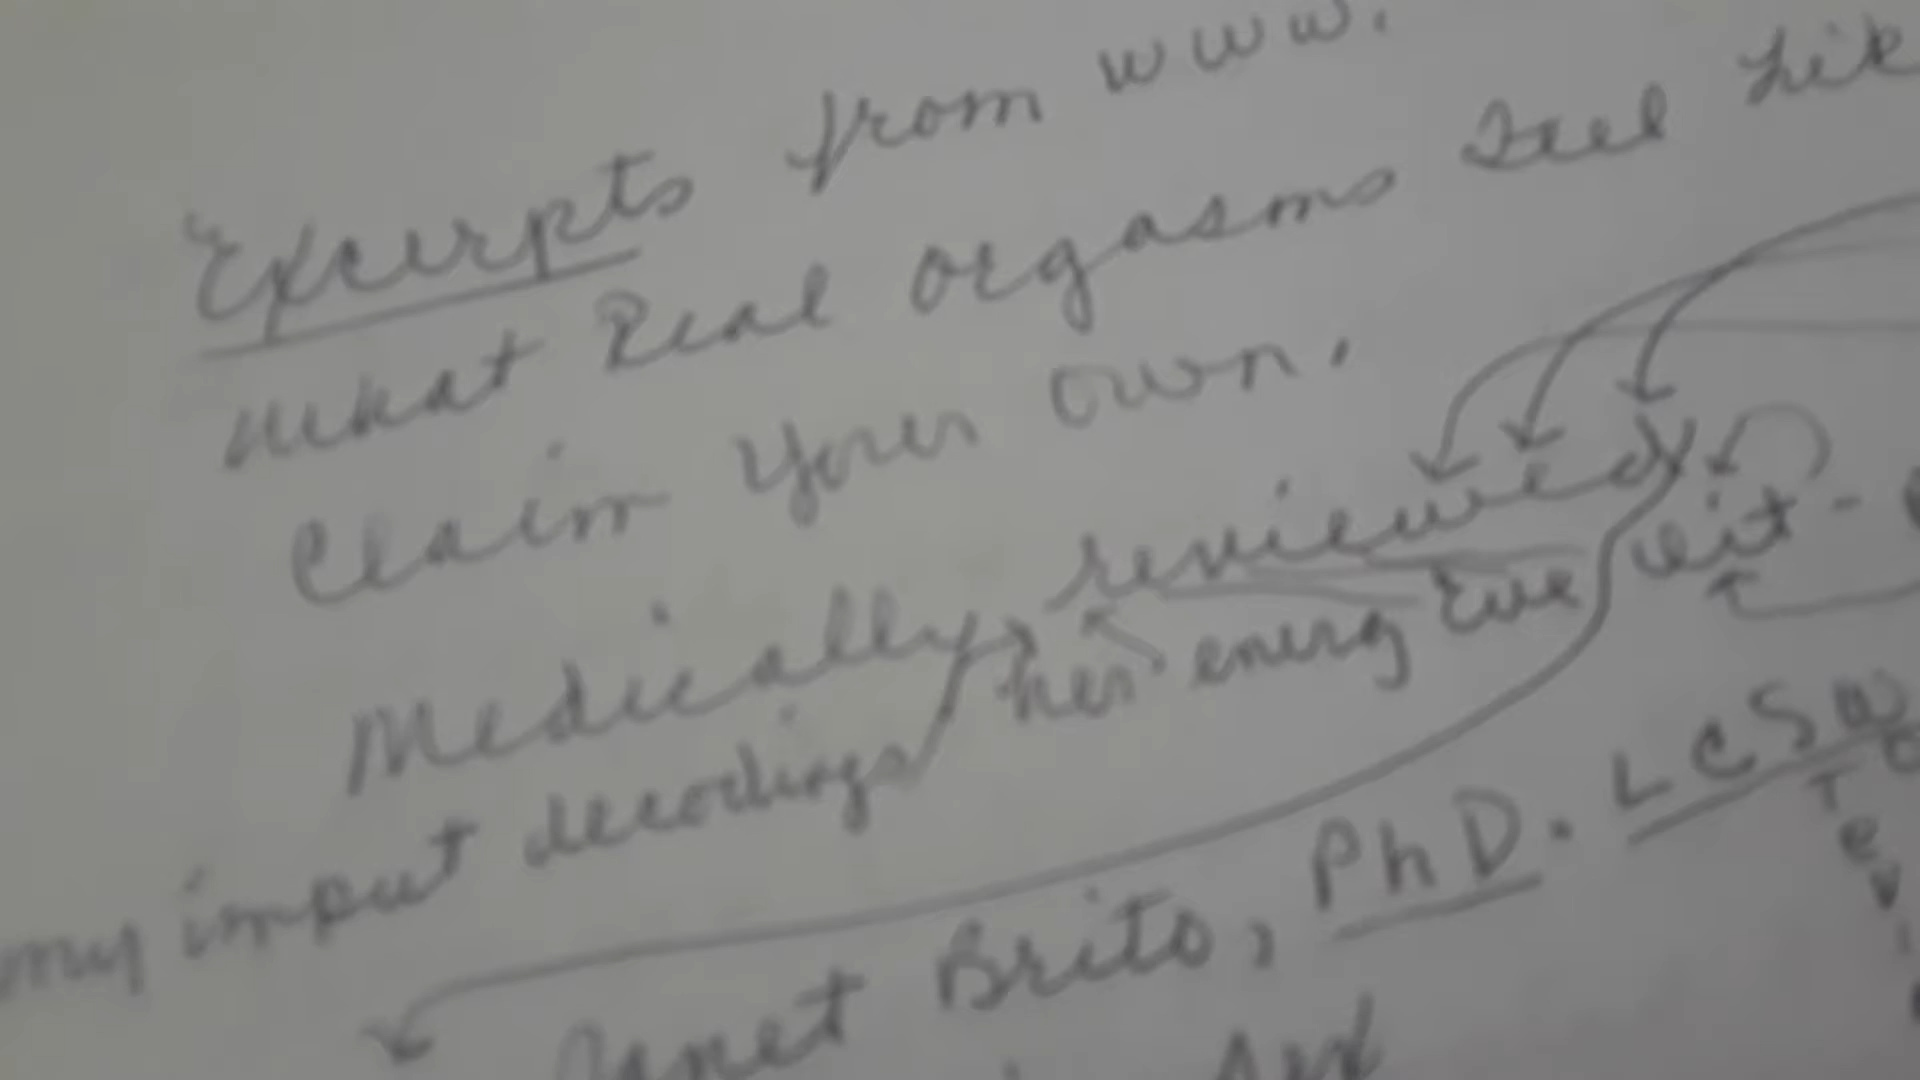 Excerpts from www.
What Real Orgasms Feel Like
Claim Your Own.
Medically reviewed
my input decodings her energ Eve
Janet Brito, PhD. LCSW